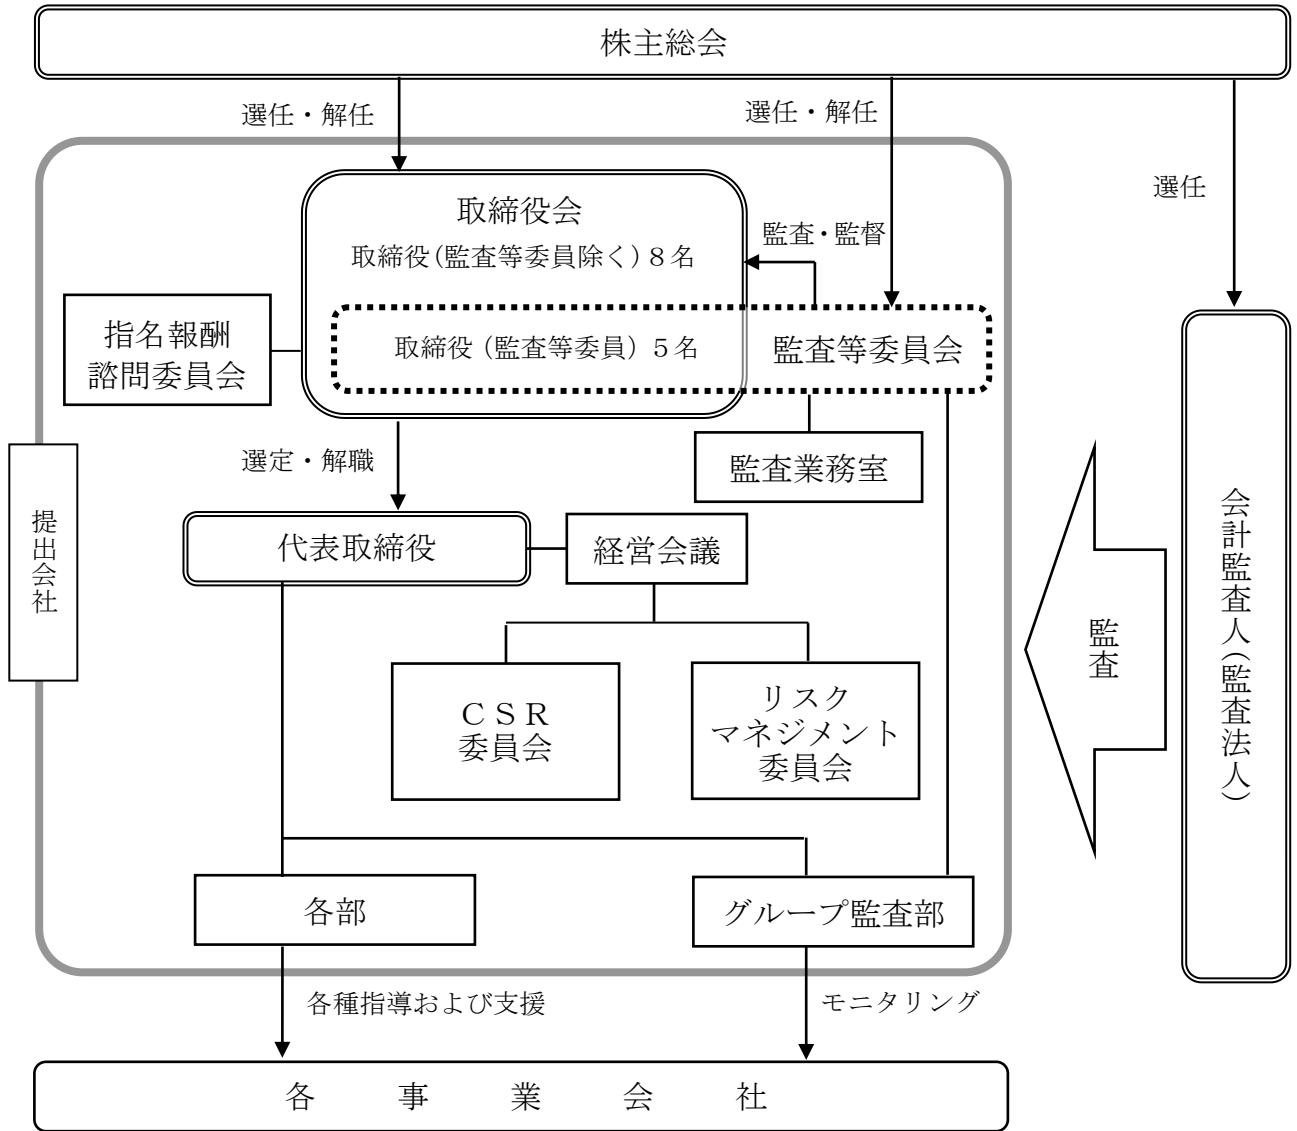 株主総会
選任・解任
選任・解任
選任
取締役会
取締役(監査等委員除く)８名
監査・監督
指名報酬
諮問委員会
取締役（監査等委員）５名
監査等委員会
選定・解職
監査業務室
提出会社
代表取締役
経営会議
会計監査人(監査法人)
監査
ＣＳＲ
委員会
リスク
マネジメント
委員会
各部
グループ監査部
各種指導および支援
モニタリング
各事業会社